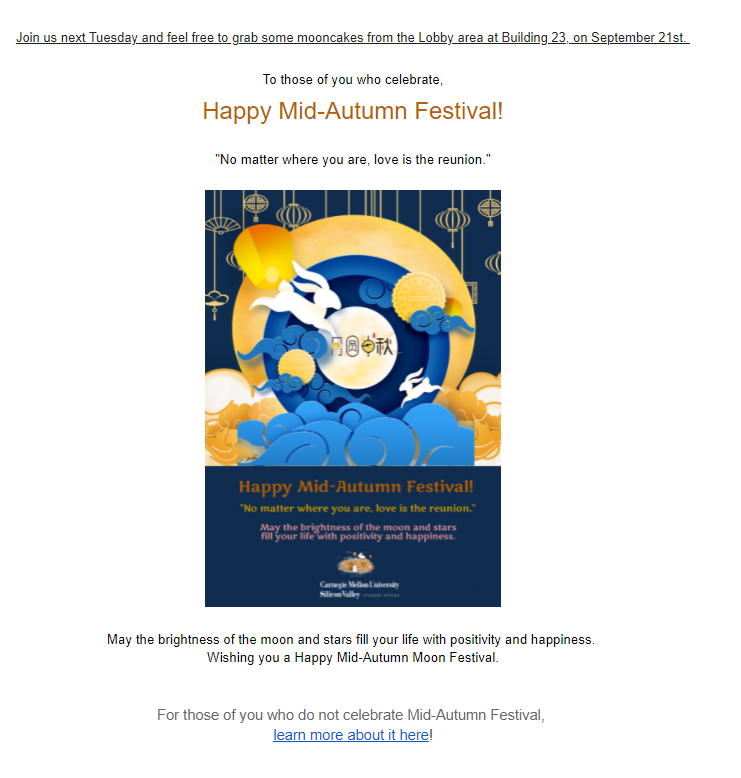 Join us next Tuesday and feel free to grab some mooncakes from the Lobby area at Building 23, on September 21st.
To those of you who celebrate,
Happy Mid-Autumn Festival!
"No matter where you are, love is the reunion."
月圆中秋
Happy Mid-Autumn Festival!
"No matter where you are, love is the reunion."
May the brightness of the moon and stars
fill your life with positivity and happiness.
Carnegie Mellon University
Silicon Valley
May the brightness of the moon and stars fill your life with positivity and happiness.
Wishing you a Happy Mid-Autumn Moon Festival.
For those of you who do not celebrate Mid-Autumn Festival,
learn more about it here!